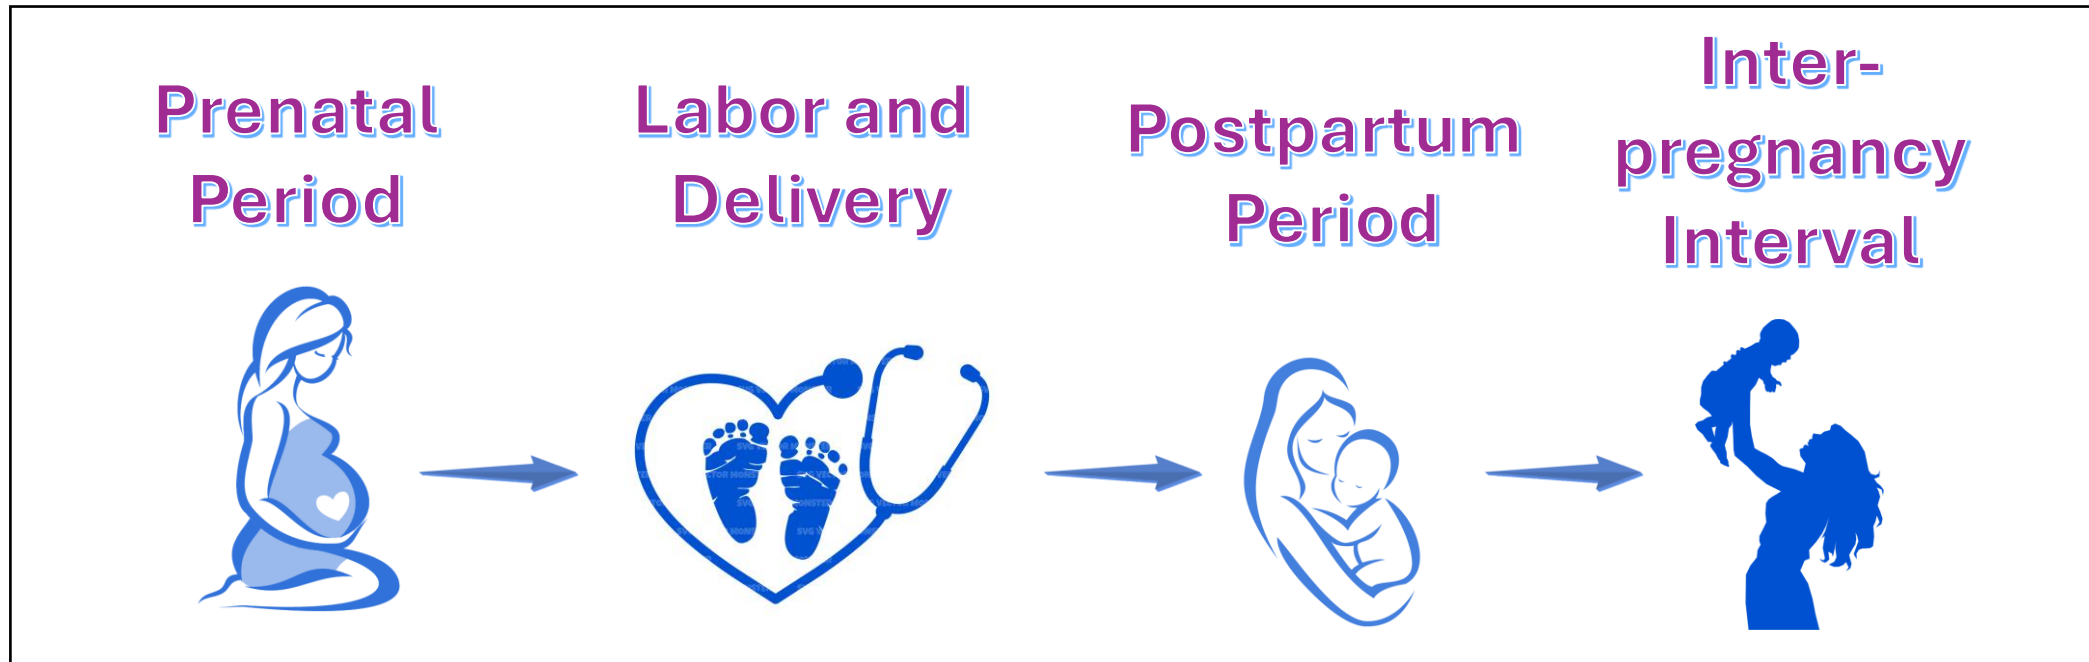 Prenatal
Period
Labor and
Delivery
Postpartum
Period
Inter-
pregnancy
Interval